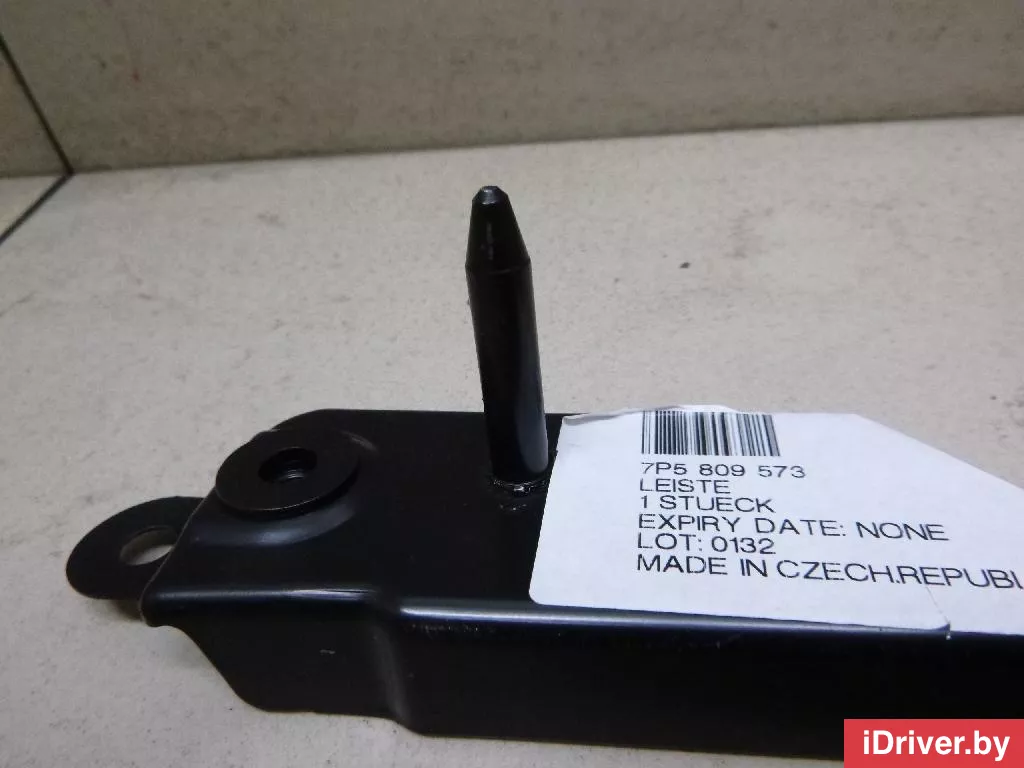 7P5 809 573
LEISTE
1 STUECK
EXPIRY DATE: NONE
LOT: 0132
MADE IN CZECH.REPUBL
iDriver.by